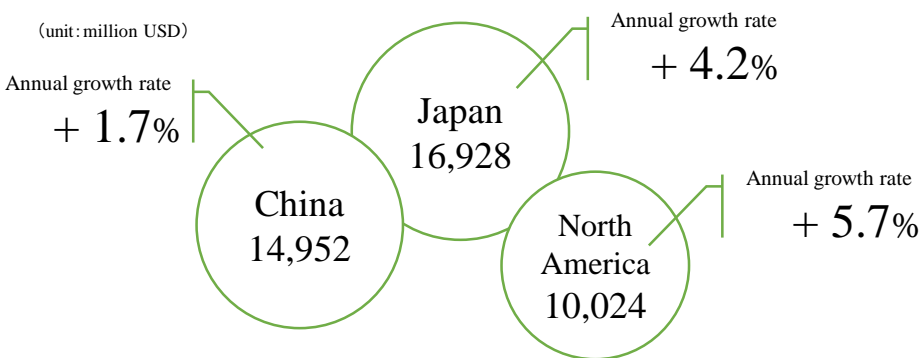 （unit：million USD）
Annual growth rate
+ 1.7%
Annual growth rate
+ 4.2%
Japan
16,928
China
14,952
Annual growth rate
+ 5.7%
North
America
10,024